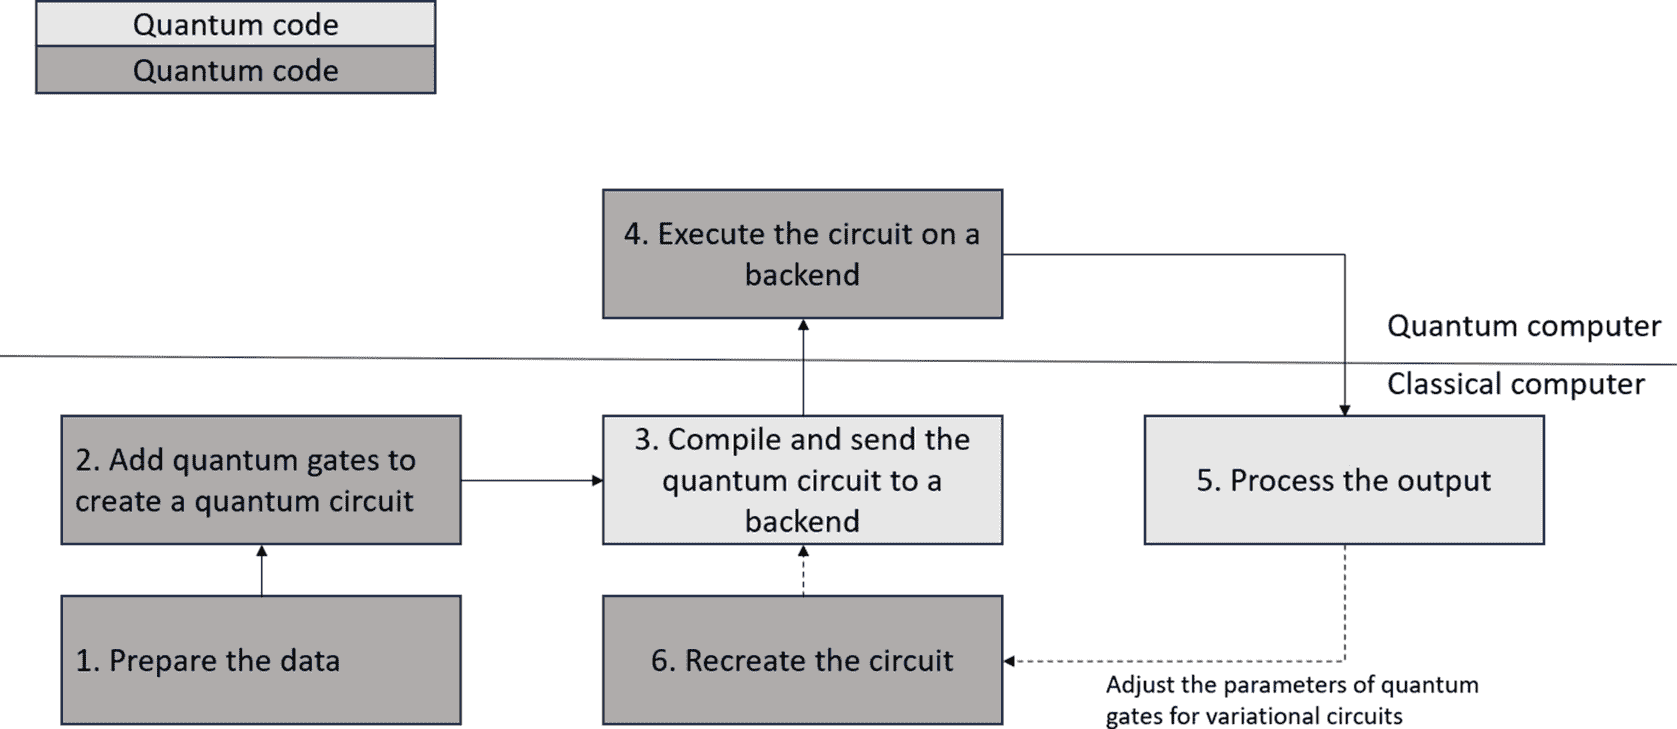 Quantum code
Quantum code
4. Execute the circuit on a
backend
Quantum computer
Classical computer
2. Add quantum gates to
create a quantum circuit
3. Compile and send the
quantum circuit to a
backend
5. Process the output
1. Prepare the data
6. Recreate the circuit
Adjust the parameters of quantum
gates for variational circuits